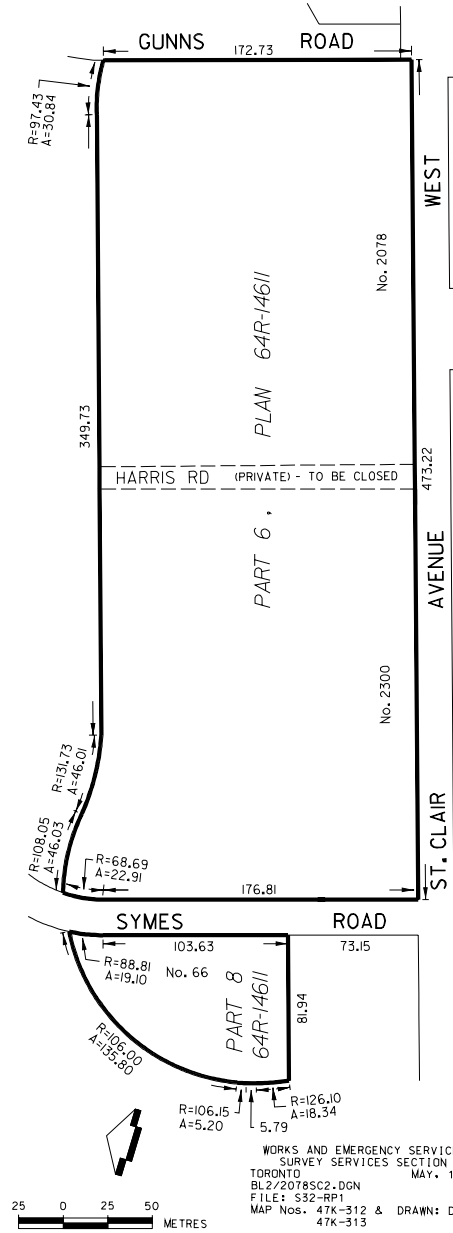 GUNNS ROAD
172.73
R=97.43
A=30.84
WEST
No. 2078
PLAN 64R-14611
349.73
HARRIS RD (PRIVATE) - TO BE CLOSED
473.22
PART 6 ,
AVENUE
No. 2300
R=131.73
A=46.01
R=108.05
A=46.03
R=68.69
A=22.91
ST. CLAIR
176.81
SYMES ROAD
103.63
73.15
R=88.81
A=19.10
No. 66
PART 8
64R-14611
81.94
R=106.00
A=135.80
R=106.15
A=5.20
5.79
R=126.10
A=18.34
WORKS AND EMERGENCY SERVIC
SURVEY SERVICES SECTION
TORONTO MAY. 1
BL2/2078SC2.DGN
FILE: S32-RP1
MAP Nos. 47K-312 & DRAWN: D
47K-313
25 0 25 50
METRES